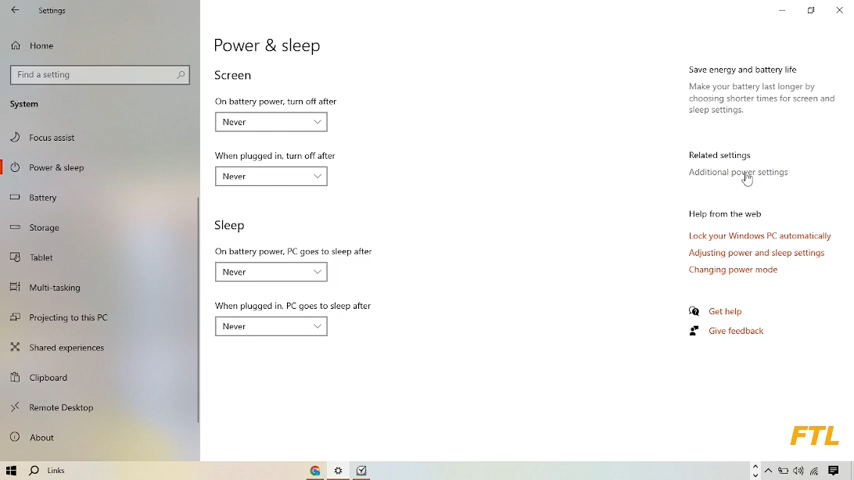 Settings
Home
Find a setting
System
Focus assist
Power & sleep
Battery
Storage
Tablet
Multi-tasking
Projecting to this PC
Shared experiences
Clipboard
Remote Desktop
About
Power & sleep
Screen
On battery power, turn off after
Never
When plugged in, turn off after
Never
Sleep
On battery power, PC goes to sleep after
Never
When plugged in, PC goes to sleep after
Never
Save energy and battery life
Make your battery last longer by
choosing shorter times for screen and
sleep settings.
Related settings
Additional power settings
Help from the web
Lock your Windows PC automatically
Adjusting power and sleep settings
Changing power mode
Get help
Give feedback
FTL
Links